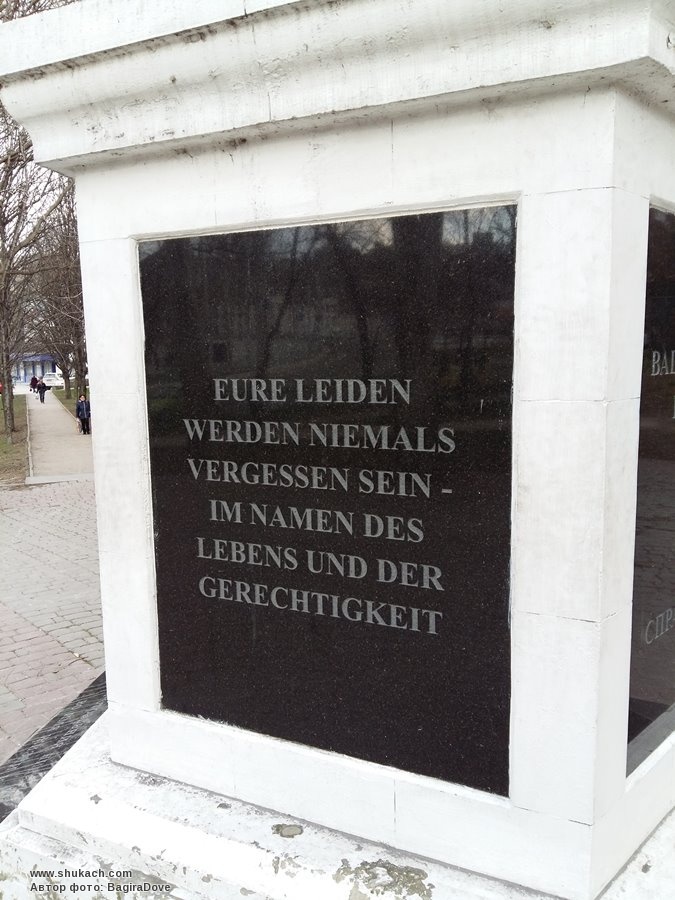 EURE LEIDEN
WERDEN NIEMALS
VERGESSEN SEIN -
IM NAMEN DES
LEBENS UND DER
GERECHTIGKEIT
www.shukach.com
Автор фото: BagiraDove